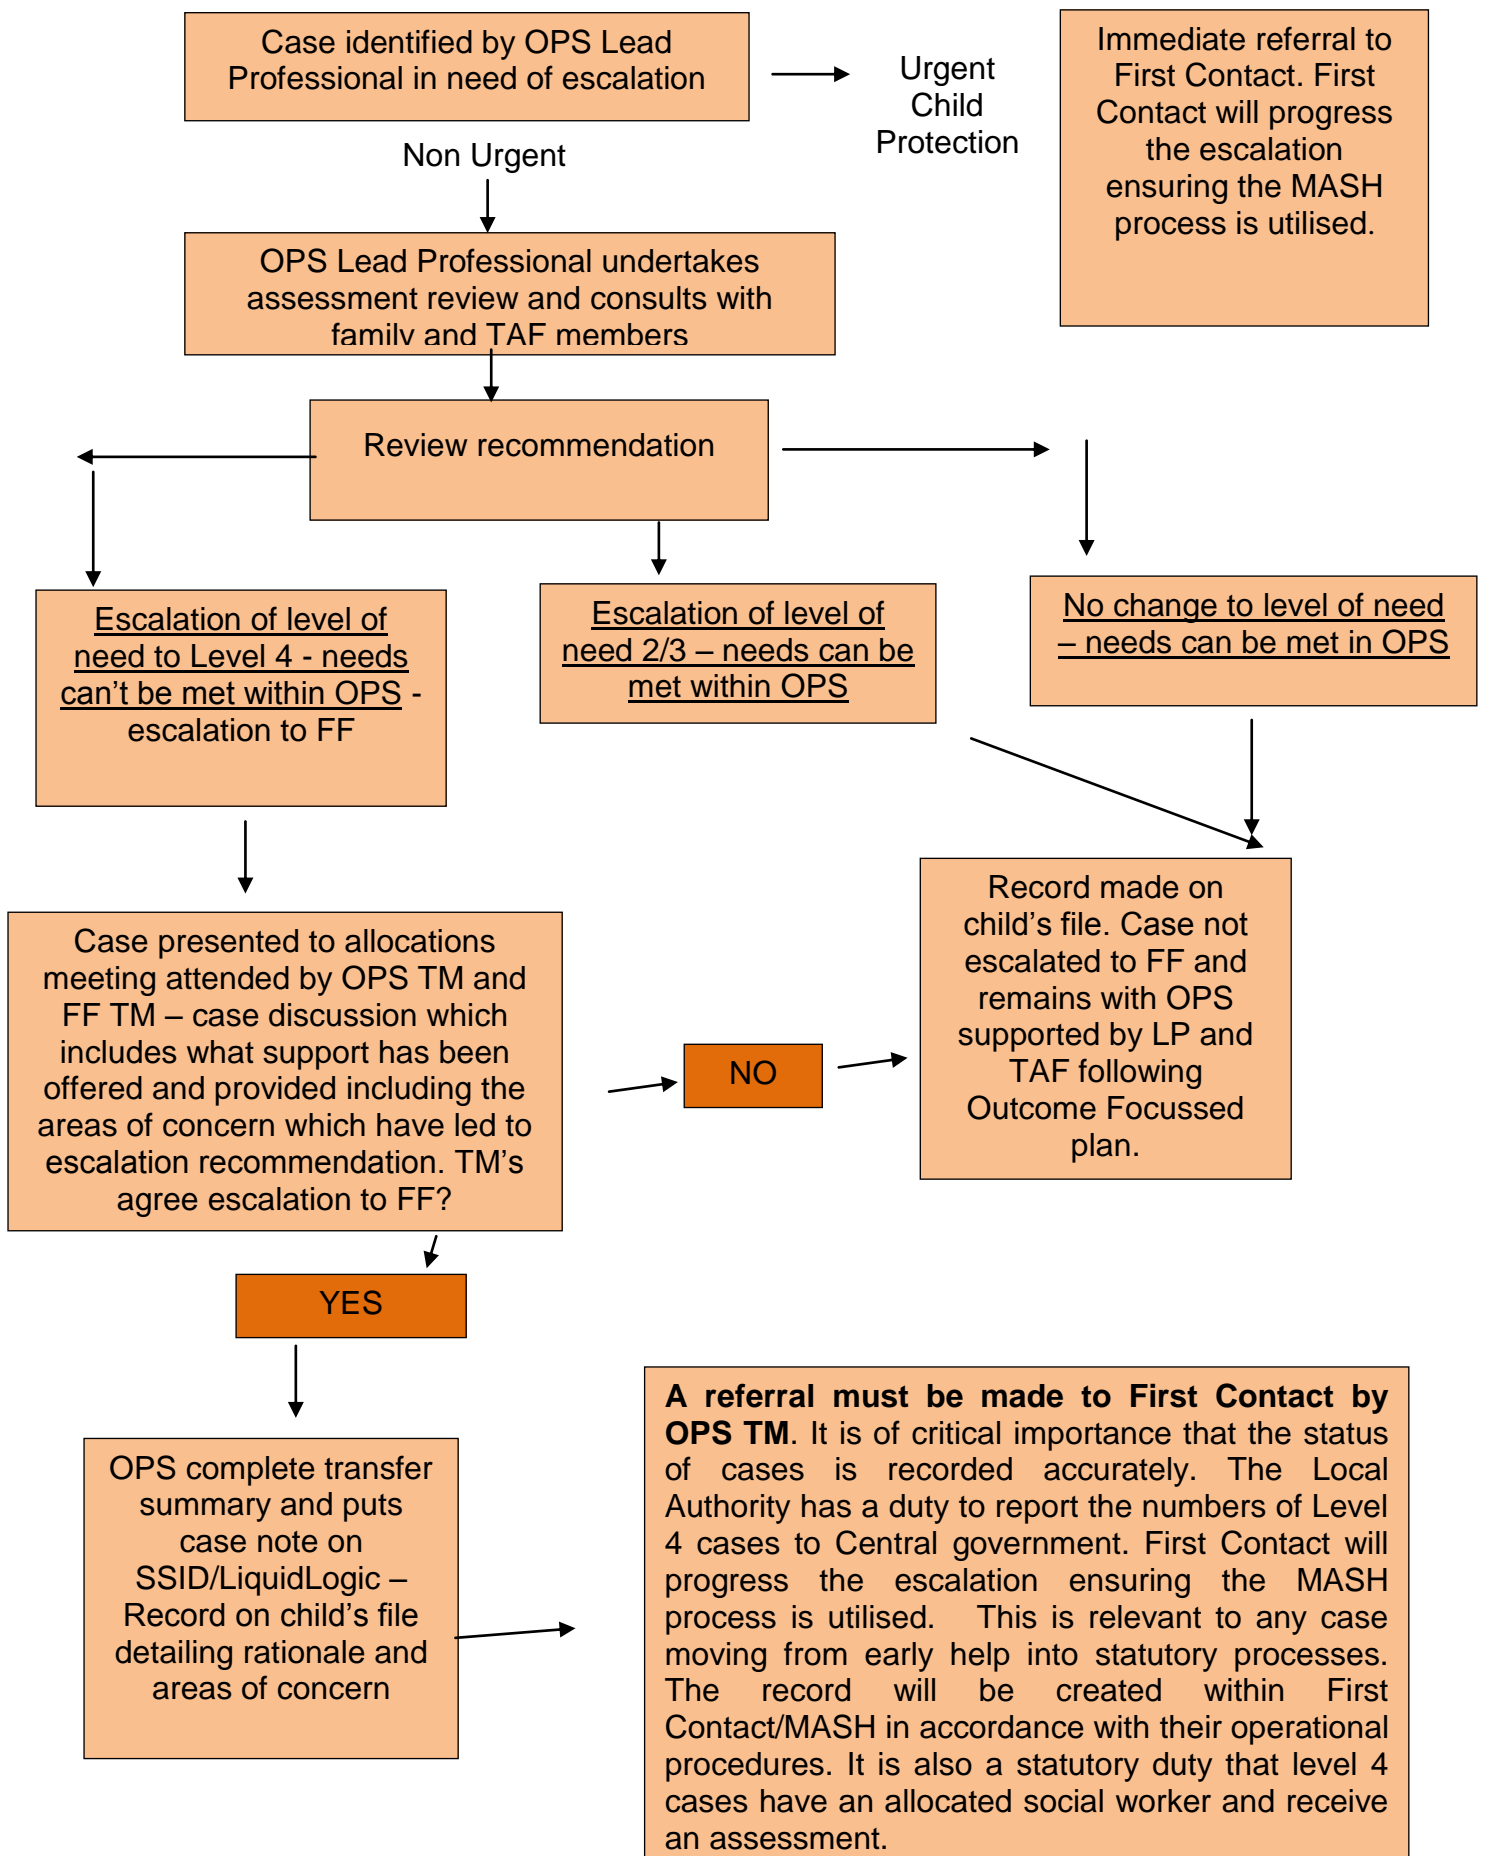 Case identified by OPS Lead
Professional in need of escalation
Urgent
Child
Protection
Immediate referral to
First Contact. First
Contact will progress
the escalation
ensuring the MASH
process is utilised.
Non Urgent
OPS Lead Professional undertakes
assessment review and consults with
family and TAF members
Review recommendation
Escalation of level of
need to Level 4 - needs
can’t be met within OPS -
escalation to FF
Escalation of level of
need 2/3 – needs can be
met within OPS
No change to level of need
– needs can be met in OPS
Case presented to allocations
meeting attended by OPS TM and
FF TM – case discussion which
includes what support has been
offered and provided including the
areas of concern which have led to
escalation recommendation. TM’s
agree escalation to FF?
NO
Record made on
child’s file. Case not
escalated to FF and
remains with OPS
supported by LP and
TAF following
Outcome Focussed
plan.
YES
OPS complete transfer
summary and puts
case note on
SSID/LiquidLogic –
Record on child’s file
detailing rationale and
areas of concern
A referral must be made to First Contact by
OPS TM. It is of critical importance that the status
of cases is recorded accurately. The Local
Authority has a duty to report the numbers of Level
4 cases to Central government. First Contact will
progress the escalation ensuring the MASH
process is utilised. This is relevant to any case
moving from early help into statutory processes.
The record will be created within First
Contact/MASH in accordance with their operational
procedures. It is also a statutory duty that level 4
cases have an allocated social worker and receive
an assessment.